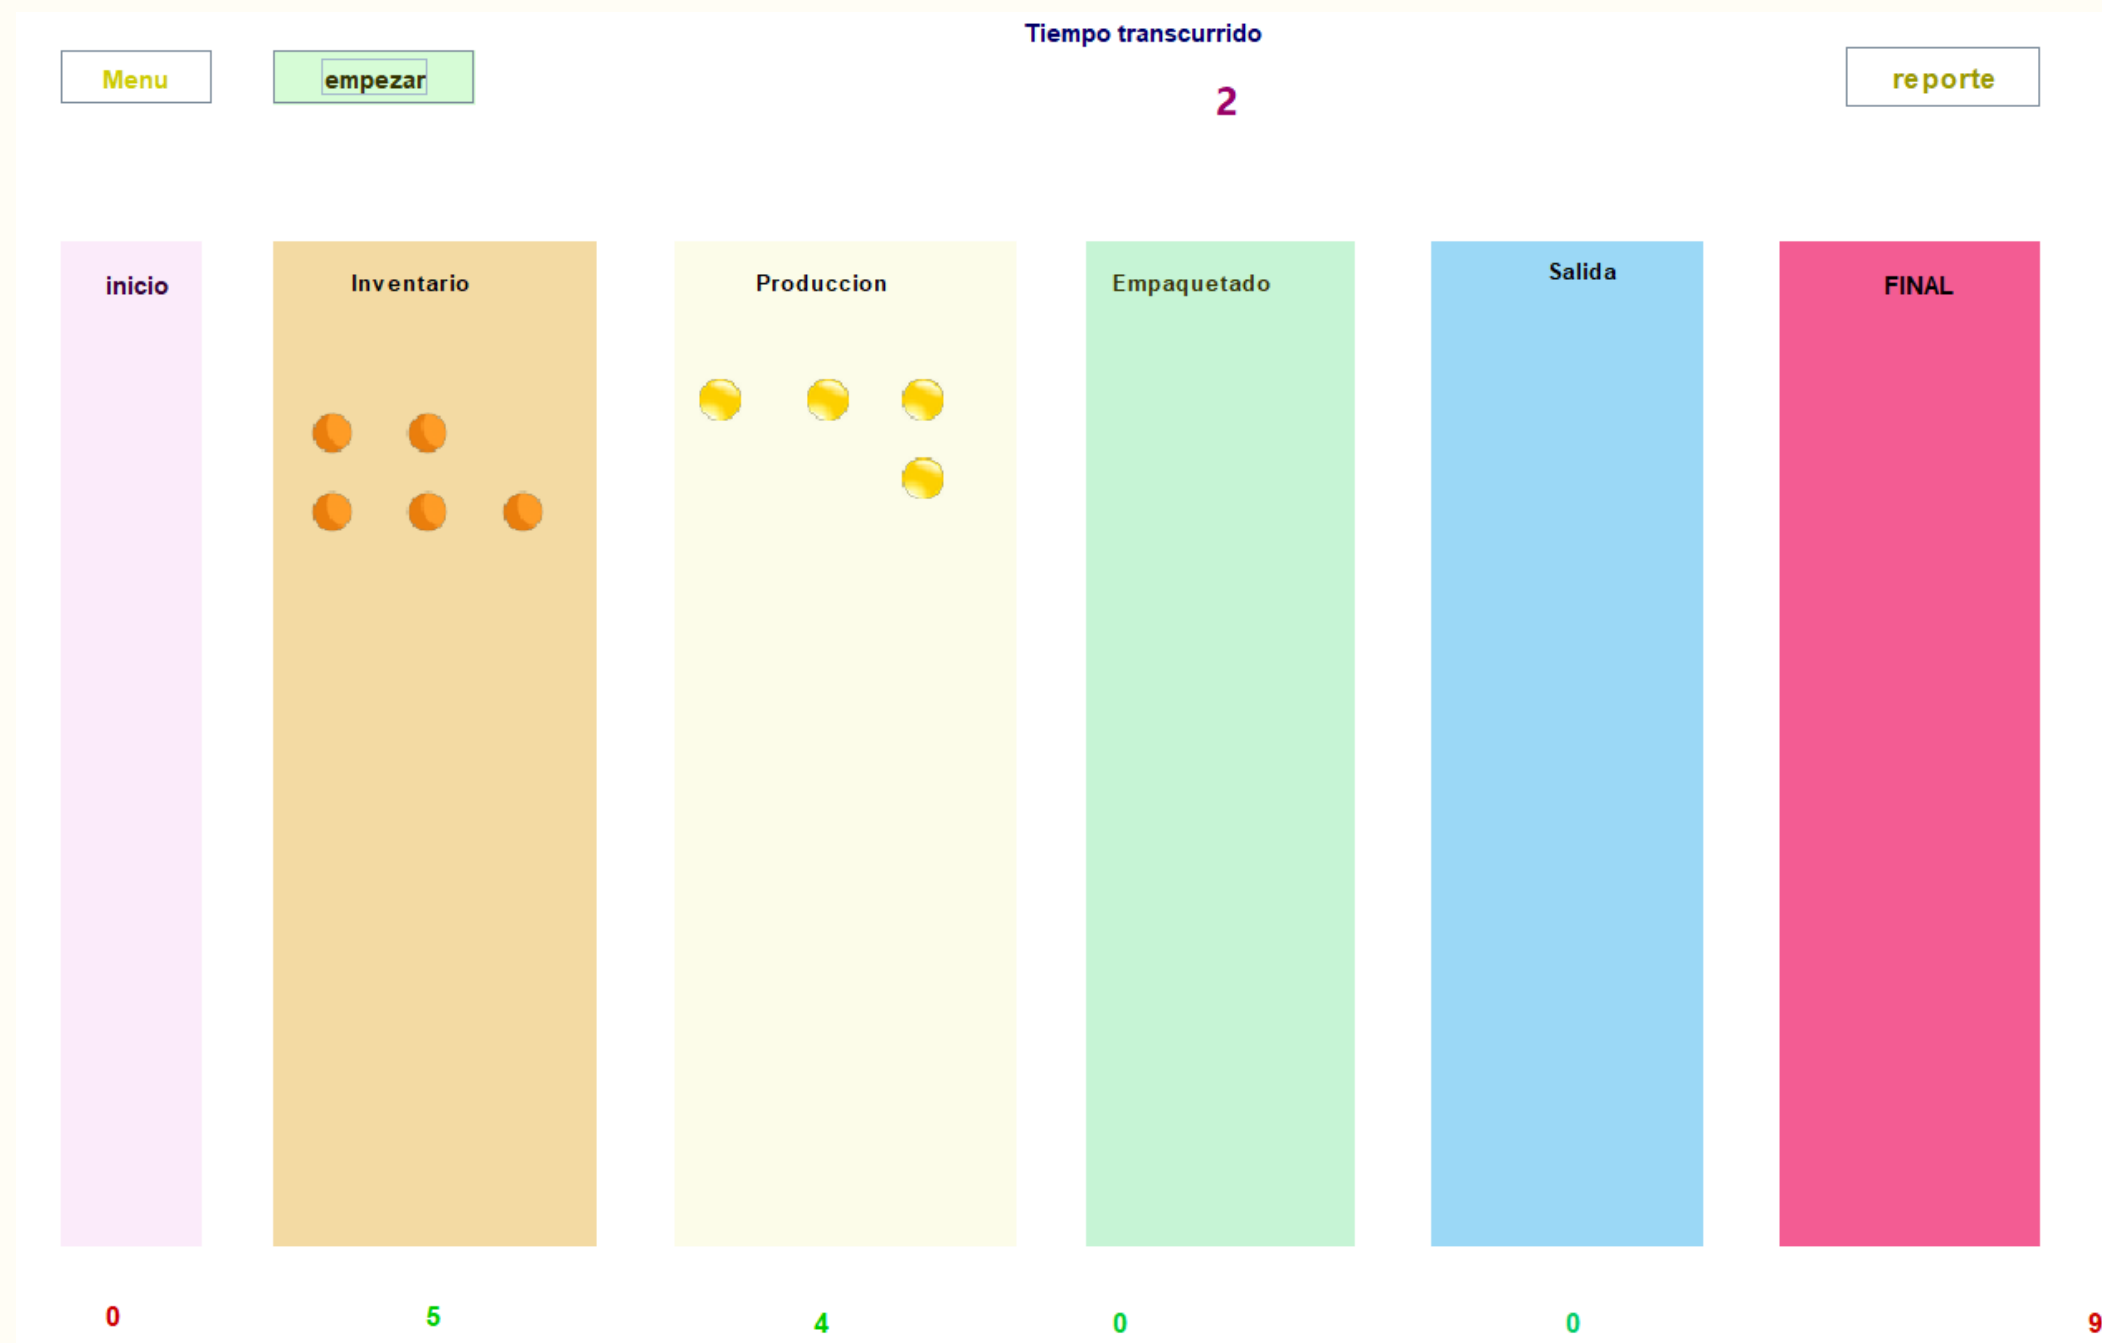 Tiempo transcurrido
Menu
empezar
2
reporte
inicio
Inventario
Produccion
Empaquetado
Salida
FINAL
0
5
4
0
0
9